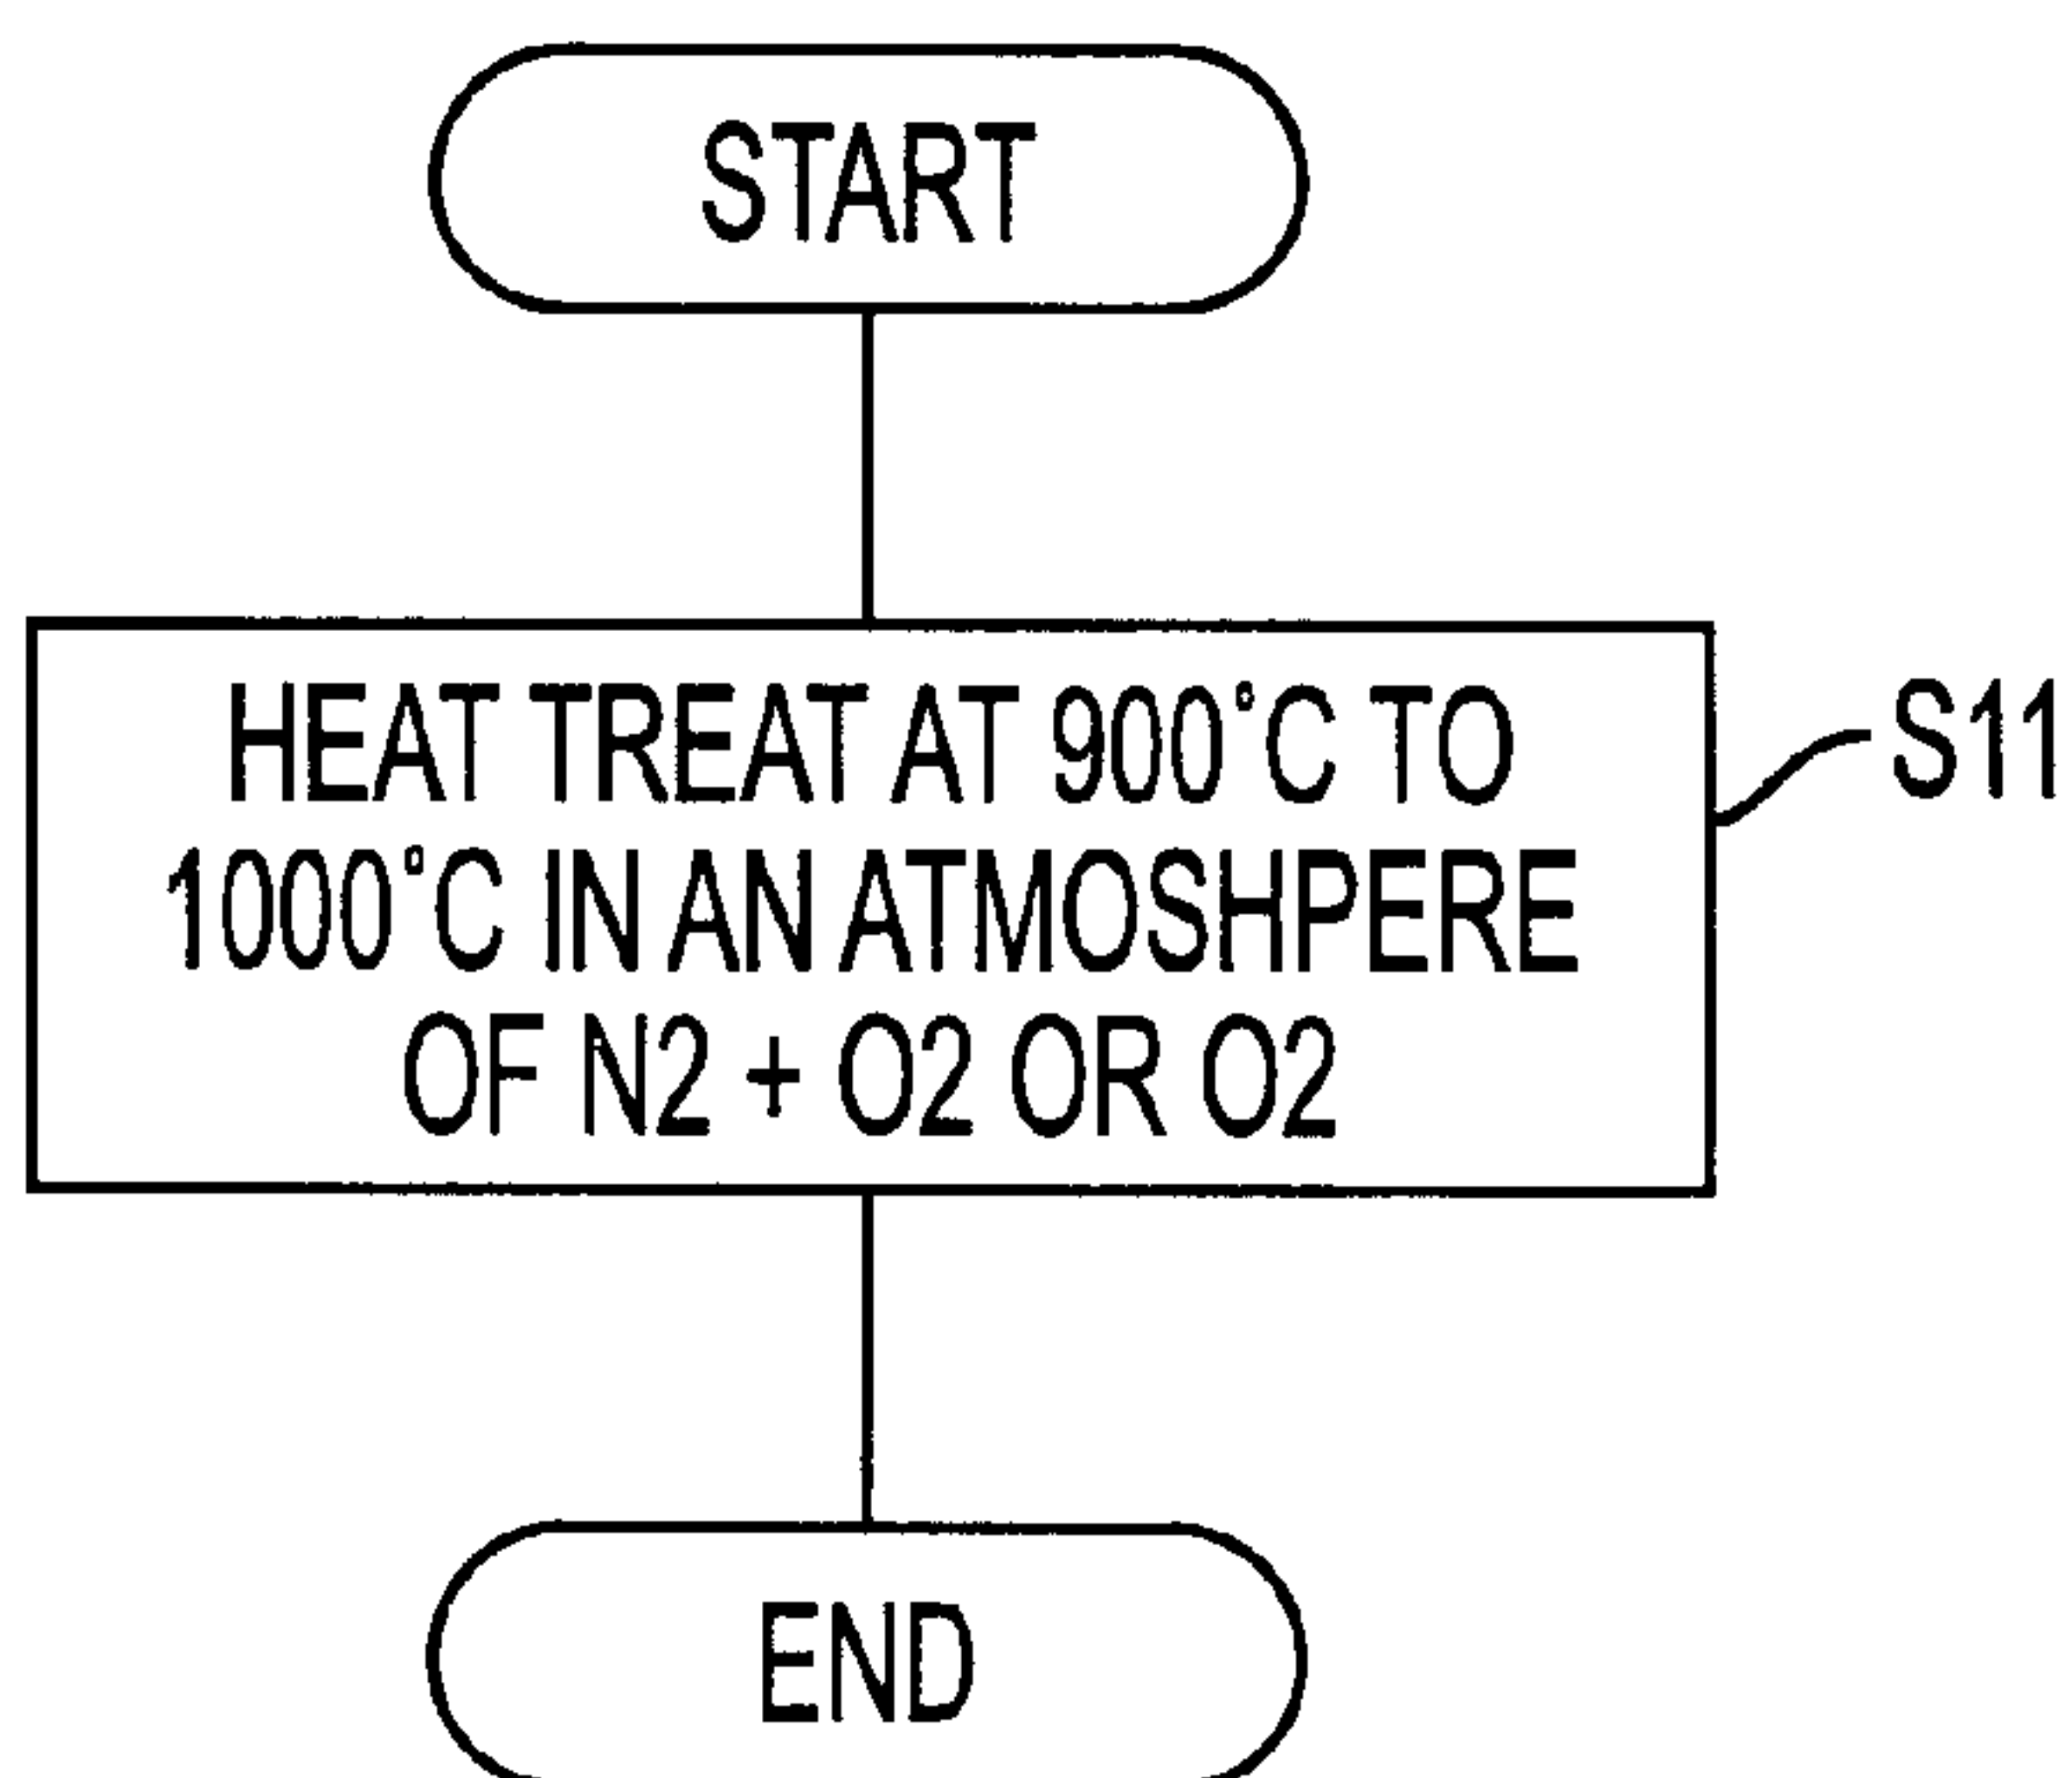 START
HEAT TREAT AT 900°C TO
1000°C IN AN ATMOSHPERE
OF N2 + O2 OR O2
S11
END